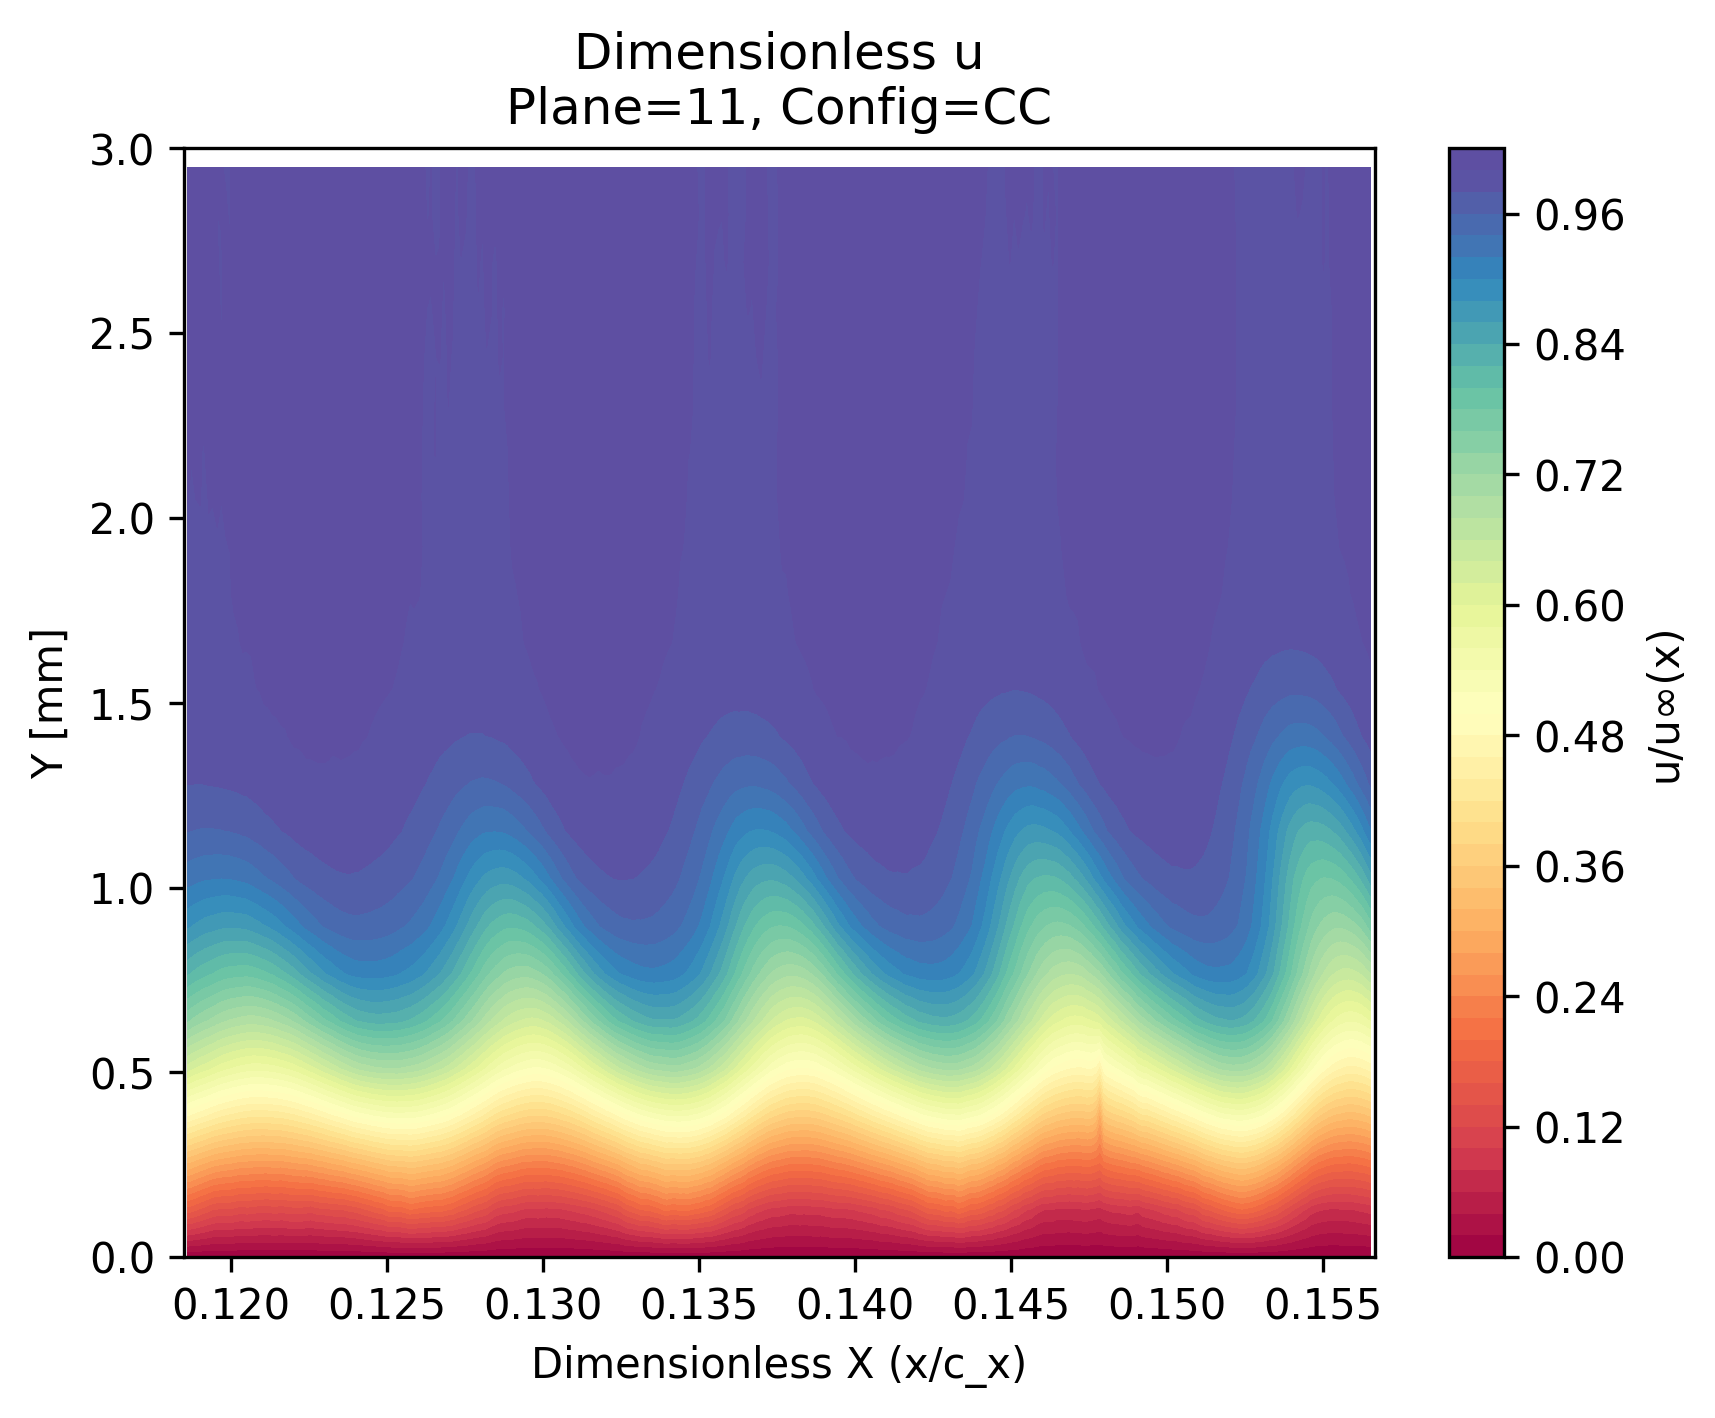 Dimensionless u
Plane=11, Config=CC
3.0
2.5
2.0
1.5
1.0
0.5
0.0
Y [mm]
0.120 0.125 0.130 0.135 0.140 0.145 0.150 0.155
Dimensionless X (x/c_x)
0.96
0.84
0.72
0.60
0.48
0.36
0.24
0.12
0.00
u/u∞(x)